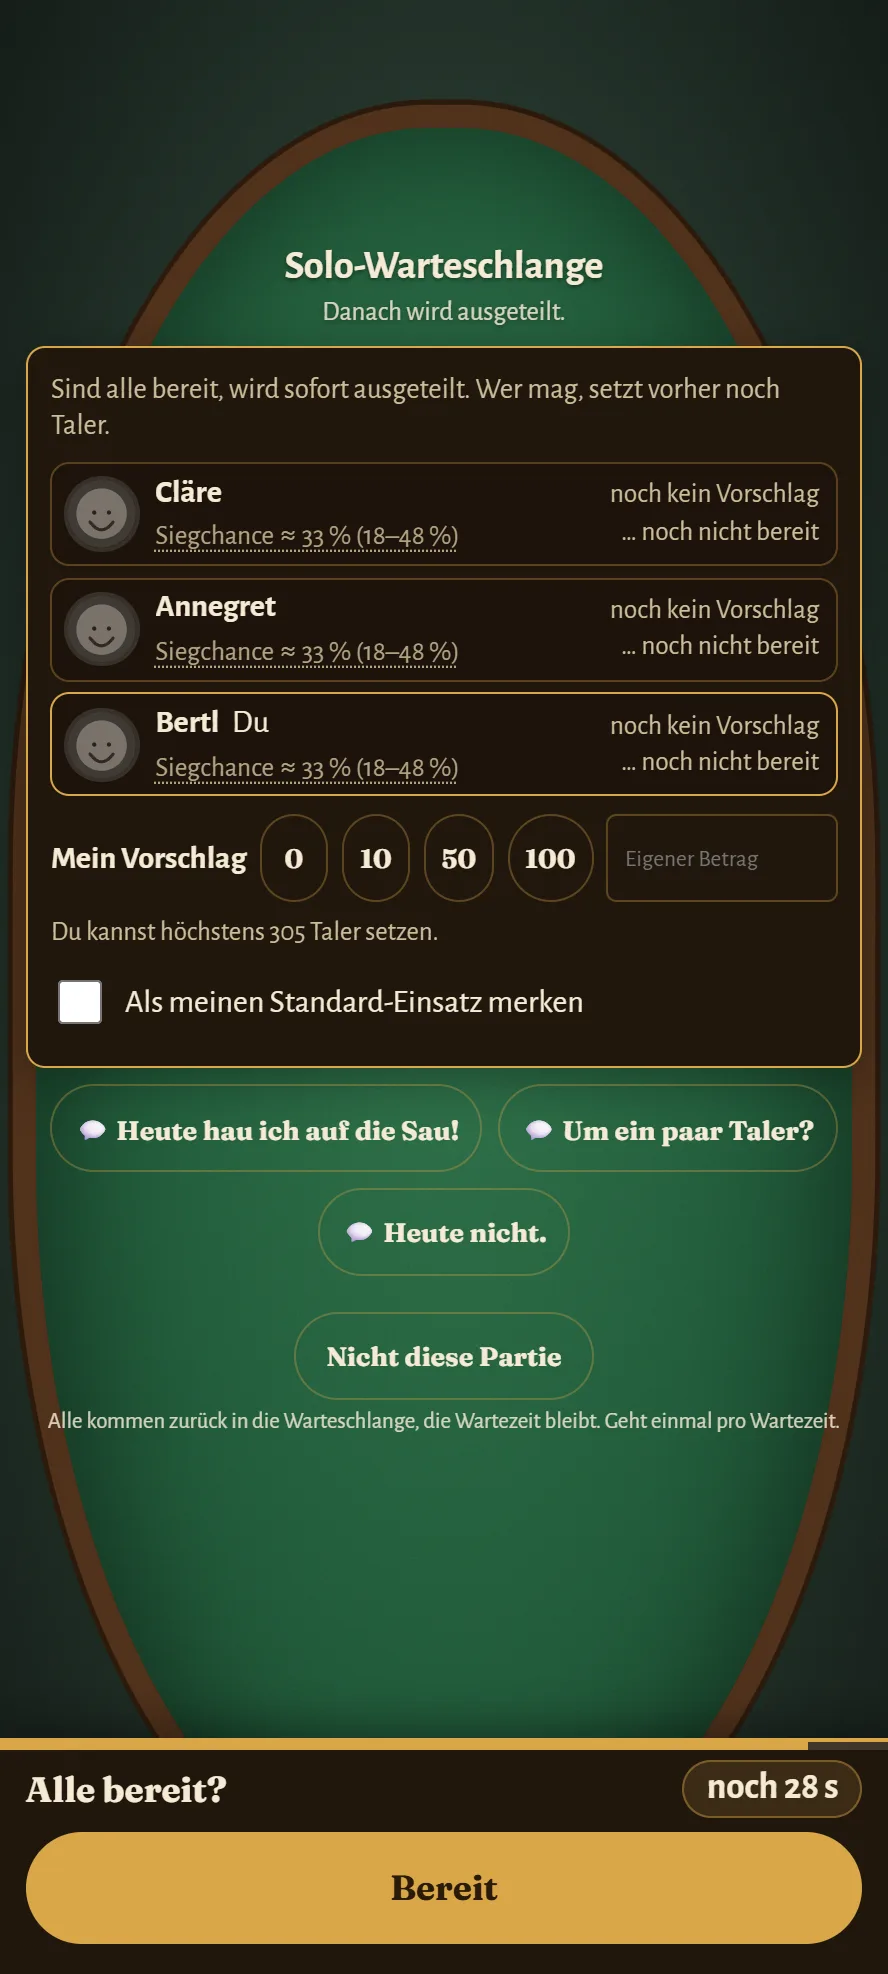 Solo-Warteschlange
Danach wird ausgeteilt.
Sind alle bereit, wird sofort ausgeteilt. Wer mag, setzt vorher noch
Taler.
Cläre
noch kein Vorschlag
Siegchance ≈ 33 % (18–48 %)
... noch nicht bereit
Annegret
noch kein Vorschlag
Siegchance ≈ 33 % (18–48 %)
... noch nicht bereit
Bertl Du
noch kein Vorschlag
Siegchance ≈ 33 % (18–48 %)
... noch nicht bereit
Mein Vorschlag 0 10 50 100 Eigener Betrag
Du kannst höchstens 305 Taler setzen.
Als meinen Standard-Einsatz merken
Heute hau ich auf die Sau! Um ein paar Taler?
Heute nicht.
Nicht diese Partie
Alle kommen zurück in die Warteschlange, die Wartezeit bleibt. Geht einmal pro Wartezeit.
Alle bereit? noch 28 s
Bereit